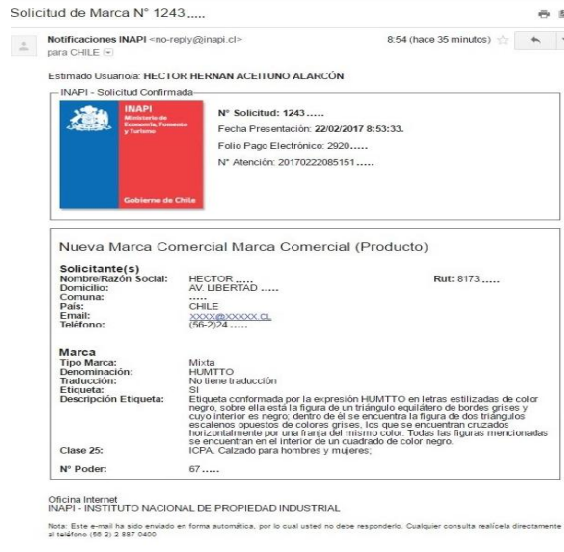 Solicitud de Marca N° 1243.....
Notificaciones INAPI <no-reply@inapi.cl>
8:54 (hace 35 minutos)
para CHILE
Estimado Usuario/a: HECTOR HERNAN ACEITUNO ALARCÓN
INAPI - Solicitud Confirmada
INAPI
Ministerio de
Economía, Fomento
y Turismo
Gobierno de Chile
N° Solicitud: 1243.....
Fecha Presentación: 22/02/2017 8:53:33.
Folio Pago Electrónico: 2920.....
N° Atención: 20170222085151.....
Nueva Marca Comercial Marca Comercial (Producto)
Solicitante(s)
Nombre/Razón Social: HECTOR ..... Rut: 8173.....
Domicilio: AV. LIBERTAD .....
Comuna: .....
País: CHILE
Email: XXXX@XXXXX.CL
Teléfono: (56-2)24.....
Marca
Tipo Marca: Mixta
Denominación: HUMTTO
Traducción: No tiene traducción
Etiqueta: SI
Descripción Etiqueta: Etiqueta conformada por la expresión HUMTTO en letras estilizadas de color
negro, sobre ella está la figura de un triángulo equilátero de bordes grises y
cuyo interior es negro; dentro de él se encuentra la figura de dos triángulos
escalenos opuestos de colores grises, los que se encuentran cruzados
horizontalmente por una franja del mismo color. Todas las figuras mencionadas
se encuentran en el interior de un cuadrado de color negro.
Clase 25: ICPA. Calzado para hombres y mujeres;
N° Poder: 67.....
Oficina Internet
INAPI - INSTITUTO NACIONAL DE PROPIEDAD INDUSTRIAL
Nota: Este e-mail ha sido enviado en forma automática, por lo cual usted no debe responderlo. Cualquier consulta realícela directamente
al teléfono (56 2) 2 887 0400